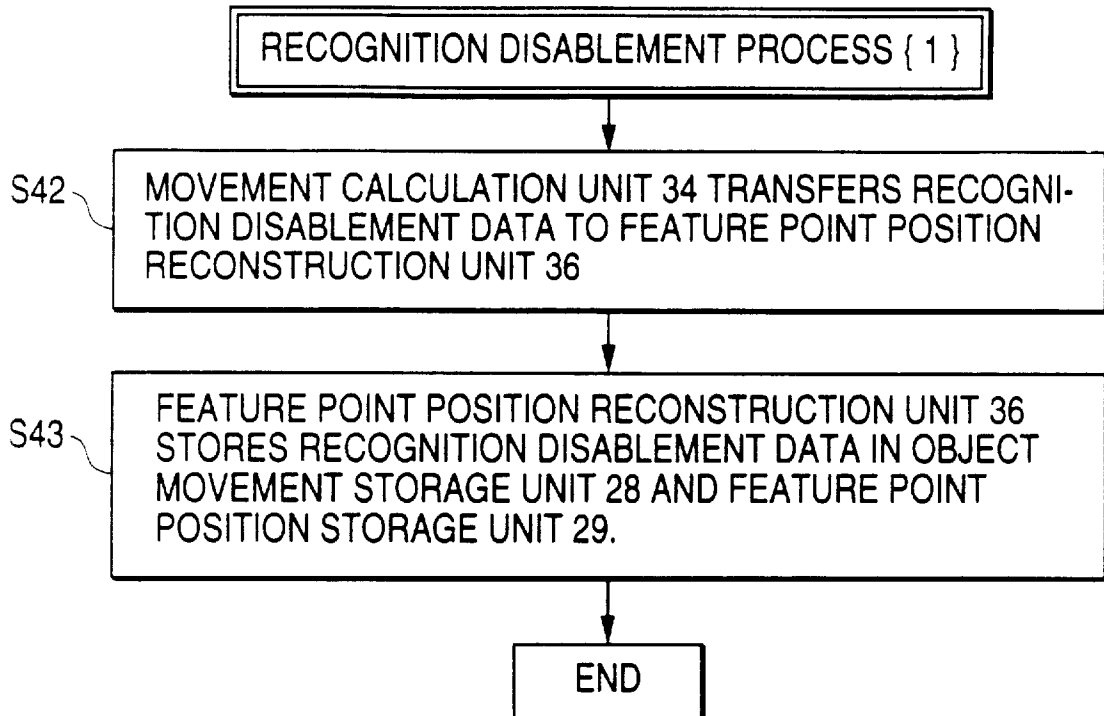 RECOGNITION DISABLEMENT PROCESS { 1 }
S42
MOVEMENT CALCULATION UNIT 34 TRANSFERS RECOGNI-
TION DISABLEMENT DATA TO FEATURE POINT POSITION
RECONSTRUCTION UNIT 36
S43
FEATURE POINT POSITION RECONSTRUCTION UNIT 36
STORES RECOGNITION DISABLEMENT DATA IN OBJECT
MOVEMENT STORAGE UNIT 28 AND FEATURE POINT
POSITION STORAGE UNIT 29.
END